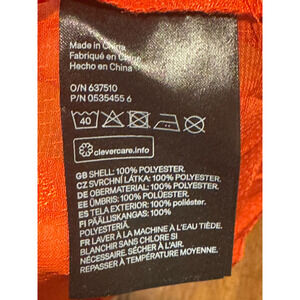 Made in China
Fabriqué en China
Hecho en China
O/N 637510
P/N 0535455 6
40
clevercare.info
GB SHELL: 100% POLYESTER.
CZ SVRCHNÍ LÁTKA: 100% POLYESTER.
DE OBERMATERIAL: 100% POLYESTER.
EE ÜMBRIS: 100% POLÜESTER.
ES TELA EXTERIOR: 100% poliéster.
FI PÄÄLLISKANGAS: 100%
POLYESTERIÄ.
FR LAVER À LA MACHINE À L'EAU TIÈDE.
BLANCHIR SANS CHLORE SI
NÉCESSAIRE. SÉCHER À L'AIR.
REPASSER À TEMPÉRATURE MOYENNE.